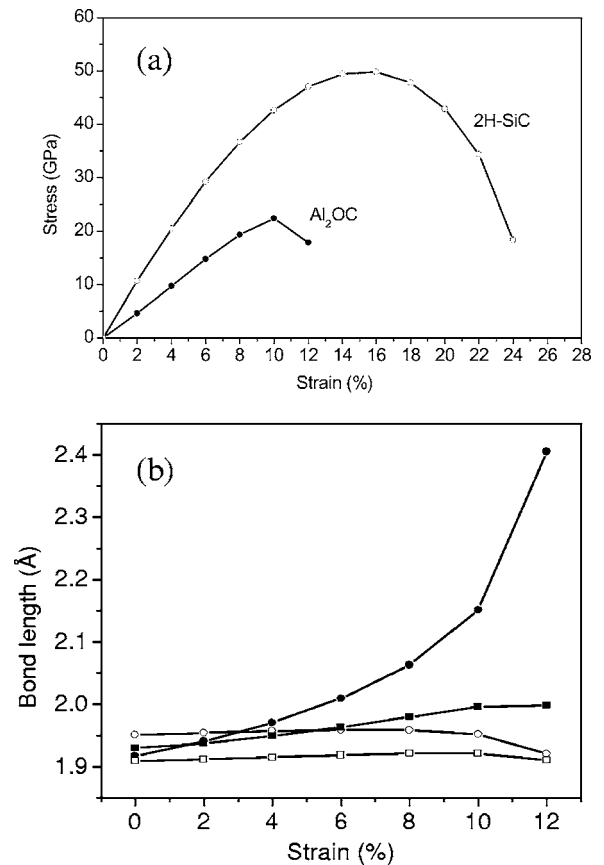 (a)
60
50
40
30
20
10
0
Stress (GPa)
2H-SiC
Al₂OC
0 2 4 6 8 10 12 14 16 18 20 22 24 26 28
Strain (%)
(b)
2.4
2.3
2.2
2.1
2.0
1.9
Bond length (Å)
0 2 4 6 8 10 12
Strain (%)